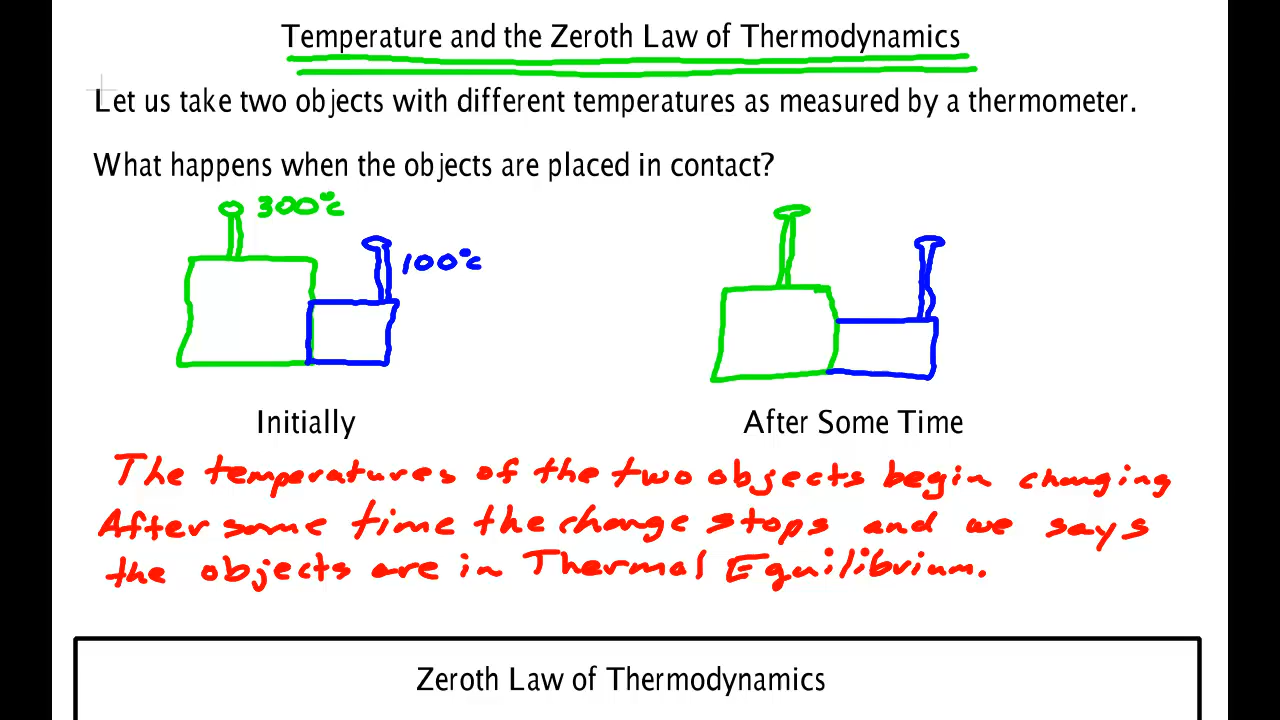 Temperature and the Zeroth Law of Thermodynamics
Let us take two objects with different temperatures as measured by a thermometer.
What happens when the objects are placed in contact?
300°c
100°c
Initially
After Some Time
The temperatures of the two objects begin changing
After some time the change stops and we says
the objects are in Thermal Equilibrium.
Zeroth Law of Thermodynamics